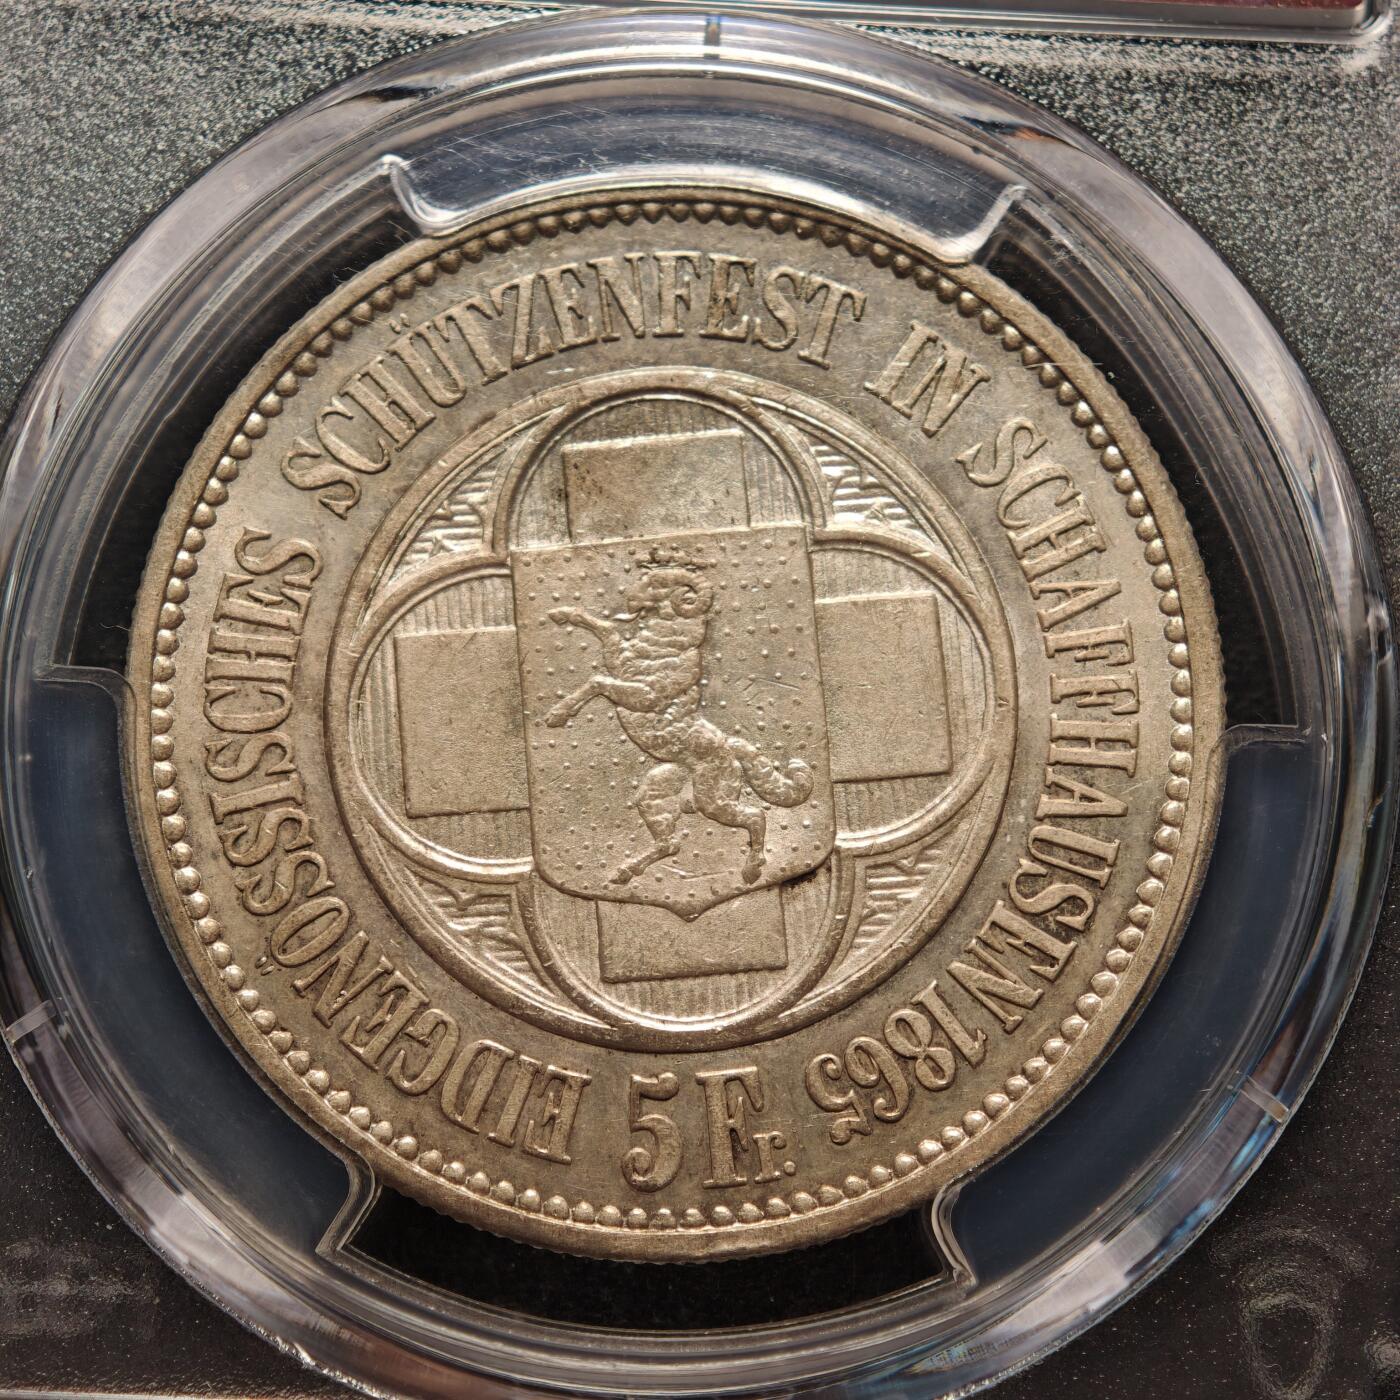 EIDGENÖSSISCHES SCHÜTZENFEST IN SCHAFFHAUSEN 1865
5 Fr.